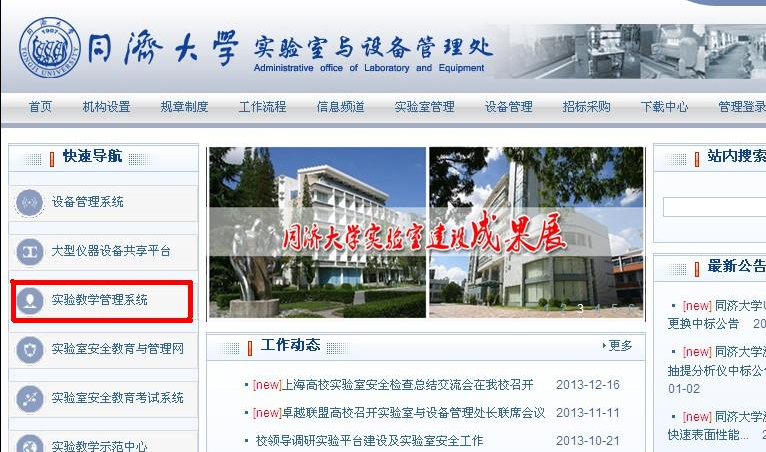 同濟大學 实验室与设备管理处
Administrative office of Laboratory and Equipment
1907
TONGJI UNIVERSITY
首页 机构设置 规章制度 工作流程 信息频道 实验室管理 设备管理 招标采购 下载中心 管理登录
快速导航
设备管理系统
大型仪器设备共享平台
实验教学管理系统
实验室安全教育与管理网
实验室安全教育考试系统
实验教学示范中心
同济大学实验室建设成果展
1 2 3 4 5 6
工作动态
更多
[new]上海高校实验室安全检查总结交流会在我校召开 2013-12-16
[new]卓越联盟高校召开实验室与设备管理处长联席会议 2013-11-11
校领导调研实验平台建设及实验室安全工作 2013-10-21
站内搜索
最新公告
[new] 同济大学
更换中标公告 20
[new] 同济大学
抽提分析仪中标公
01-02
[new] 同济大学
快速表面性能... 2